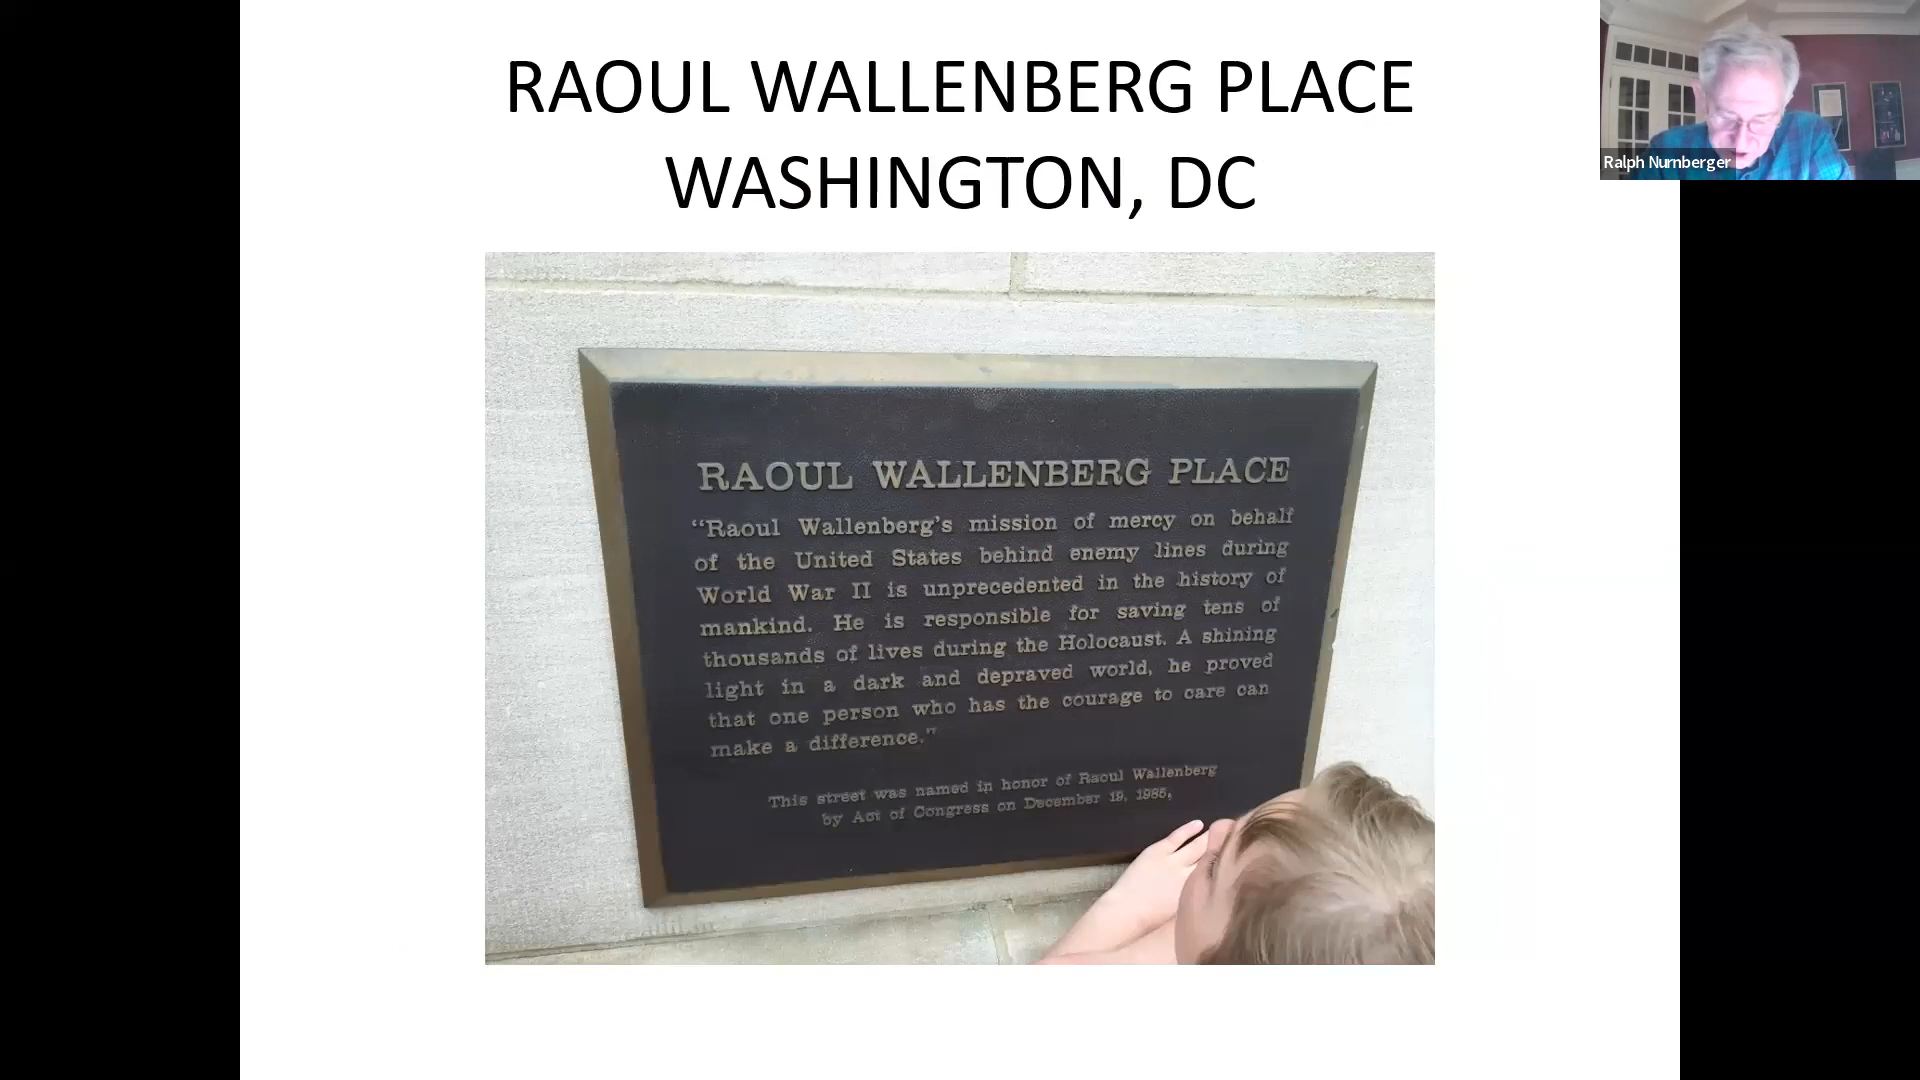 RAOUL WALLENBERG PLACE
WASHINGTON, DC
Ralph Nurnberger
RAOUL WALLENBERG PLACE
“Raoul Wallenberg’s mission of mercy on behalf
of the United States behind enemy lines during
World War II is unprecedented in the history of
mankind. He is responsible for saving tens of
thousands of lives during the Holocaust. A shining
light in a dark and depraved world, he proved
that one person who has the courage to care can
make a difference.”
This street was named in honor of Raoul Wallenberg
by Act of Congress on December 19, 1985.